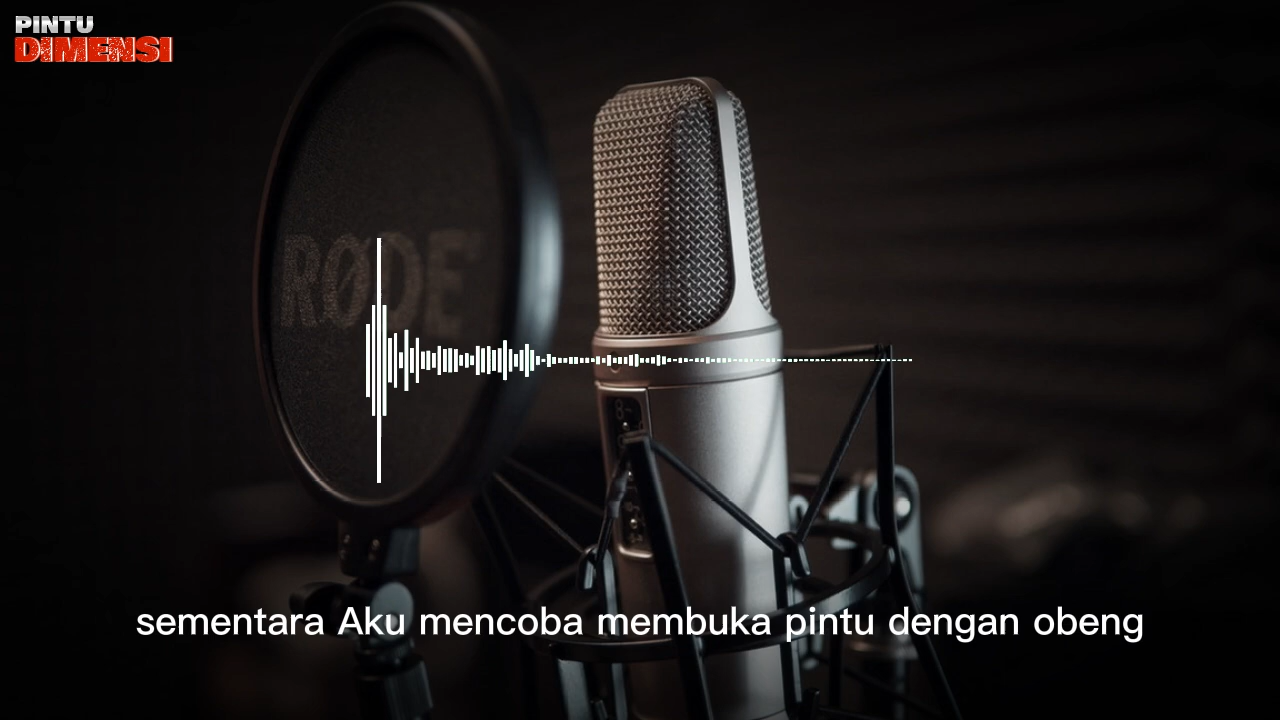 PINTU
DIMENSI
RØDE
sementara Aku mencoba membuka pintu dengan obeng